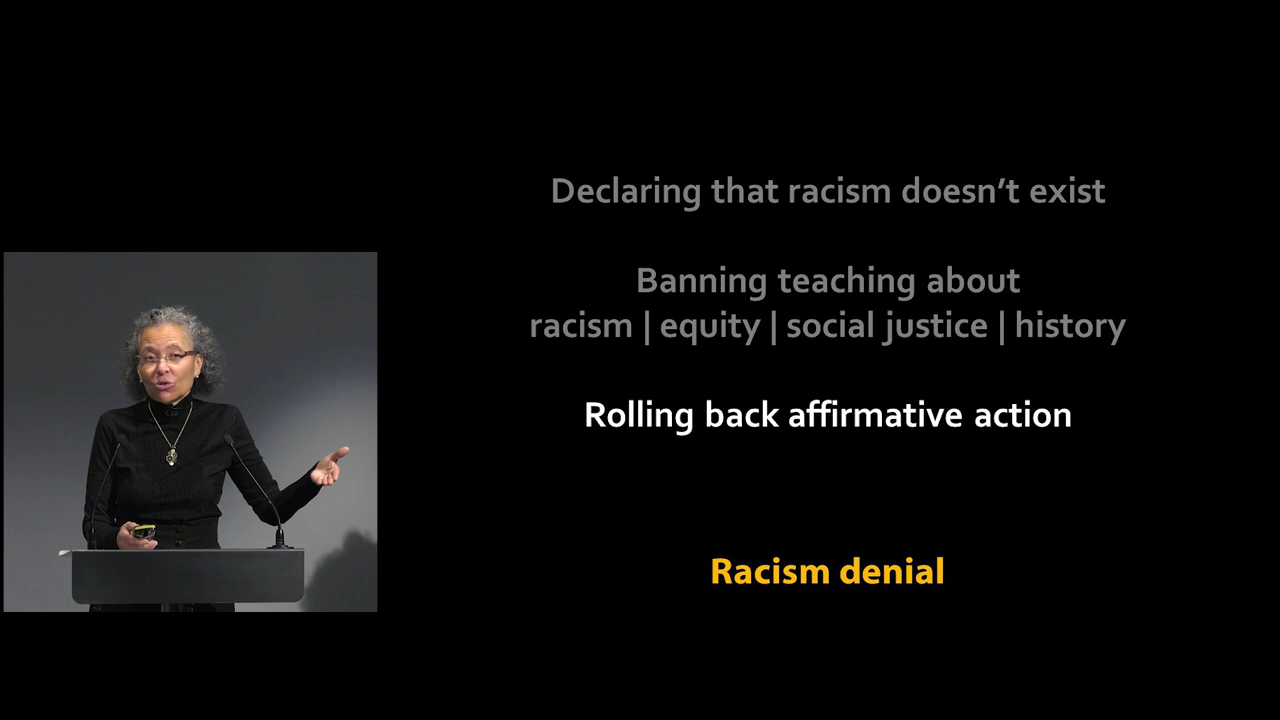 Declaring that racism doesn’t exist
Banning teaching about
racism | equity | social justice | history
Rolling back affirmative action
Racism denial